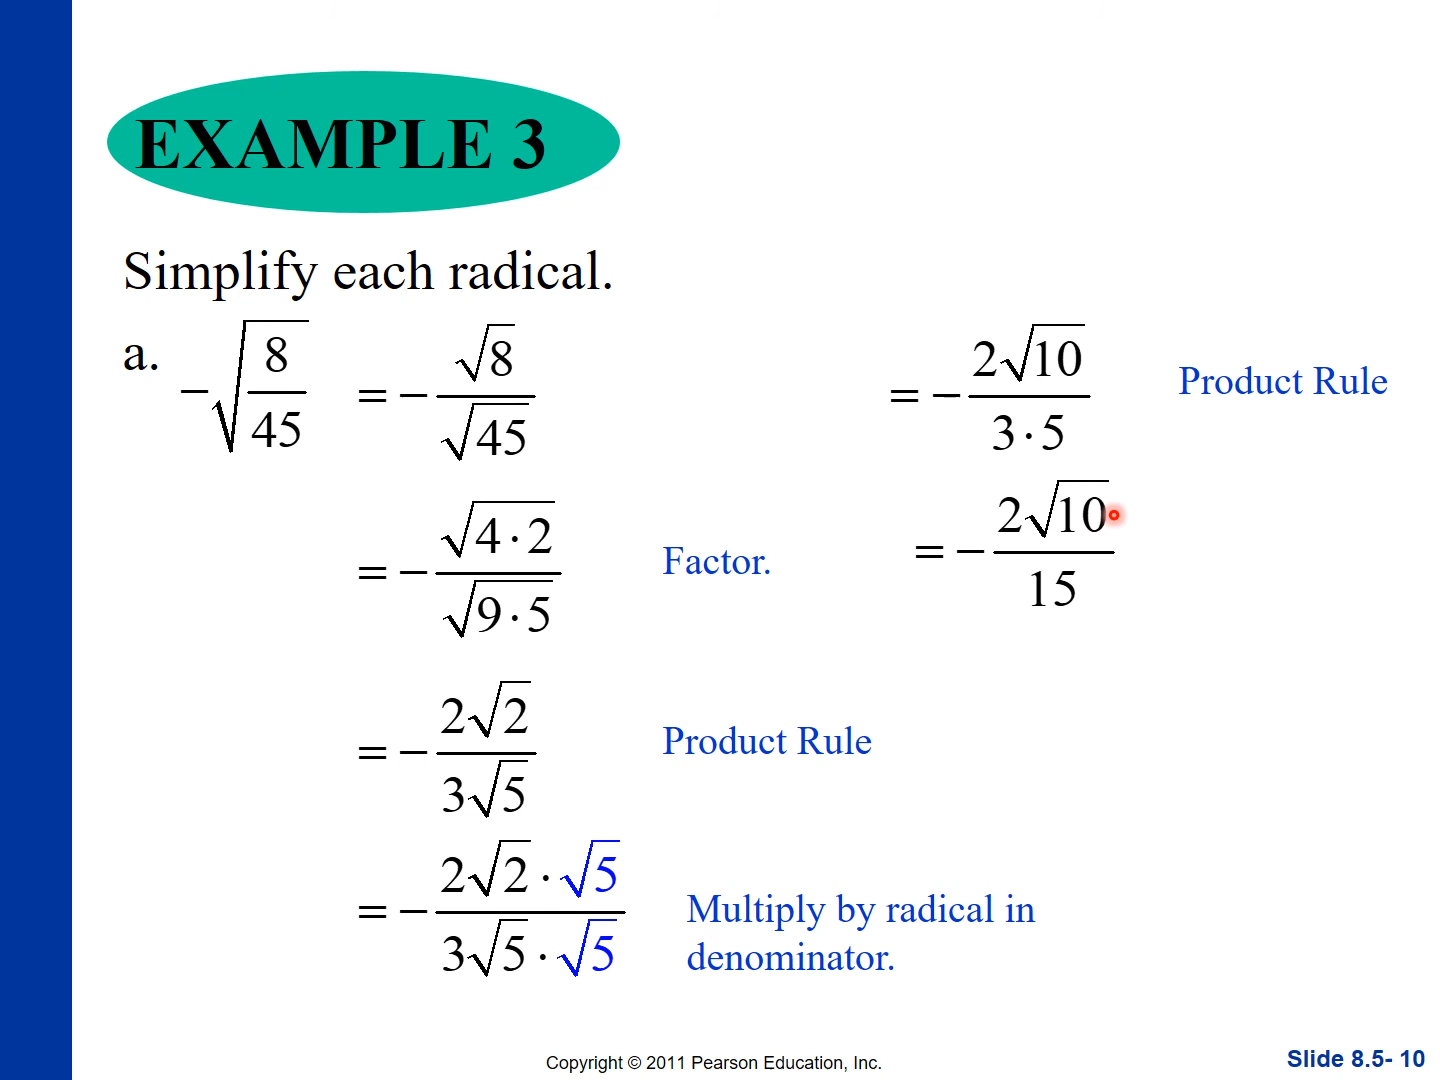 EXAMPLE 3
Simplify each radical.
a. −√(8/45) = −√8/√45
= −√(4·2)/√(9·5) Factor.
= −2√2/(3√5) Product Rule
= −(2√2·√5)/(3√5·√5) Multiply by radical in
denominator.
= −2√10/(3·5) Product Rule
= −2√10/15
Copyright © 2011 Pearson Education, Inc.
Slide 8.5- 10